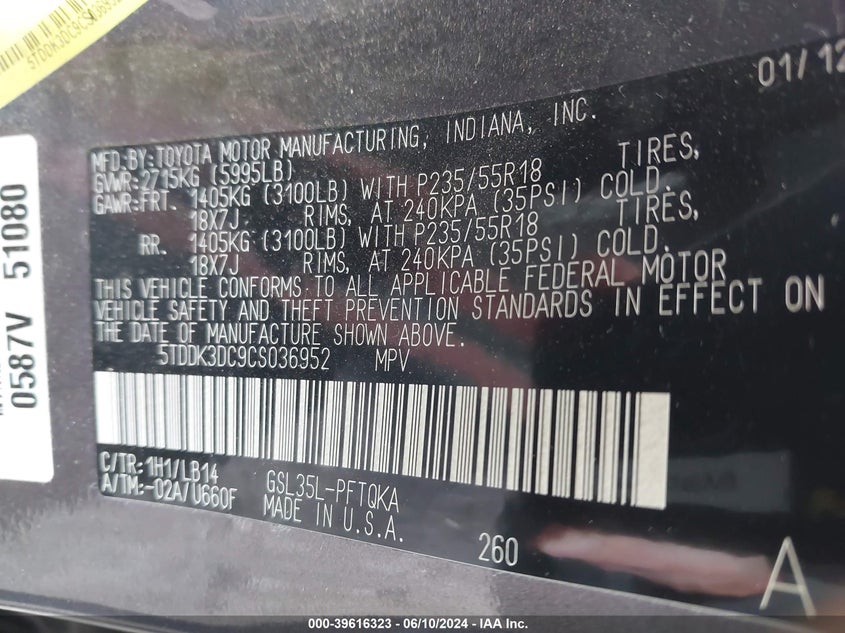 01/12
MFD.BY:TOYOTA MOTOR MANUFACTURING, INDIANA, INC.
GVWR:2715KG (5995LB)
GAWR:FRT. 1405KG (3100LB) WITH P235/55R18 TIRES,
18X7J RIMS, AT 240KPA (35PSI) COLD.
RR. 1405KG (3100LB) WITH P235/55R18 TIRES,
18X7J RIMS, AT 240KPA (35PSI) COLD.
THIS VEHICLE CONFORMS TO ALL APPLICABLE FEDERAL MOTOR
VEHICLE SAFETY AND THEFT PREVENTION STANDARDS IN EFFECT ON
THE DATE OF MANUFACTURE SHOWN ABOVE.
5TDDK3DC9CS036952 MPV
C/TR:1H1/LB14
A/TM:-02A/U660F
GSL35L-PFTQKA
MADE IN U.S.A.
260
A
0587V 51080
000-39616323 - 06/10/2024 - IAA Inc.